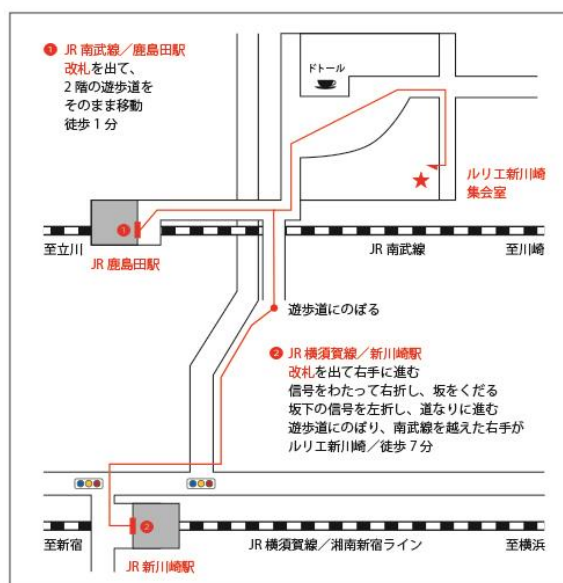 ❶ JR 南武線／鹿島田駅
改札を出て、
2 階の遊歩道を
そのまま移動
徒歩 1 分
ドトール
ルリエ新川崎
集会室
❶
至立川
JR 南武線
至川崎
JR 鹿島田駅
遊歩道にのぼる
❷ JR 横須賀線／新川崎駅
改札を出て右手に進む
信号をわたって右折し、坂をくだる
坂下の信号を左折し、道なりに進む
遊歩道にのぼり、南武線を越えた右手が
ルリエ新川崎／徒歩 7 分
❷
至新宿
JR 横須賀線／湘南新宿ライン
至横浜
JR 新川崎駅